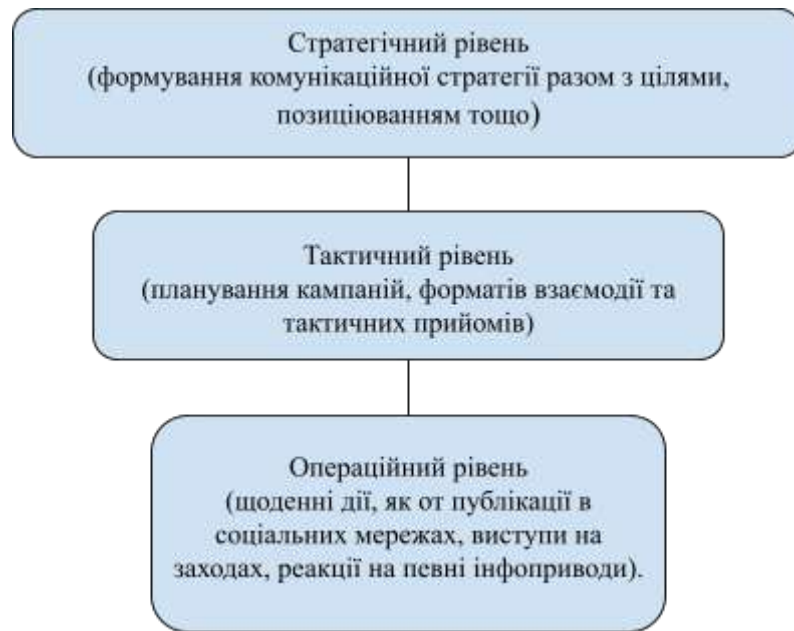 Стратегічний рівень
(формування комунікаційної стратегії разом з цілями,
позиціюванням тощо)
Тактичний рівень
(планування кампаній, форматів взаємодії та
тактичних прийомів)
Операційний рівень
(щоденні дії, як от публікації в
соціальних мережах, виступи на
заходах, реакції на певні інфоприводи).